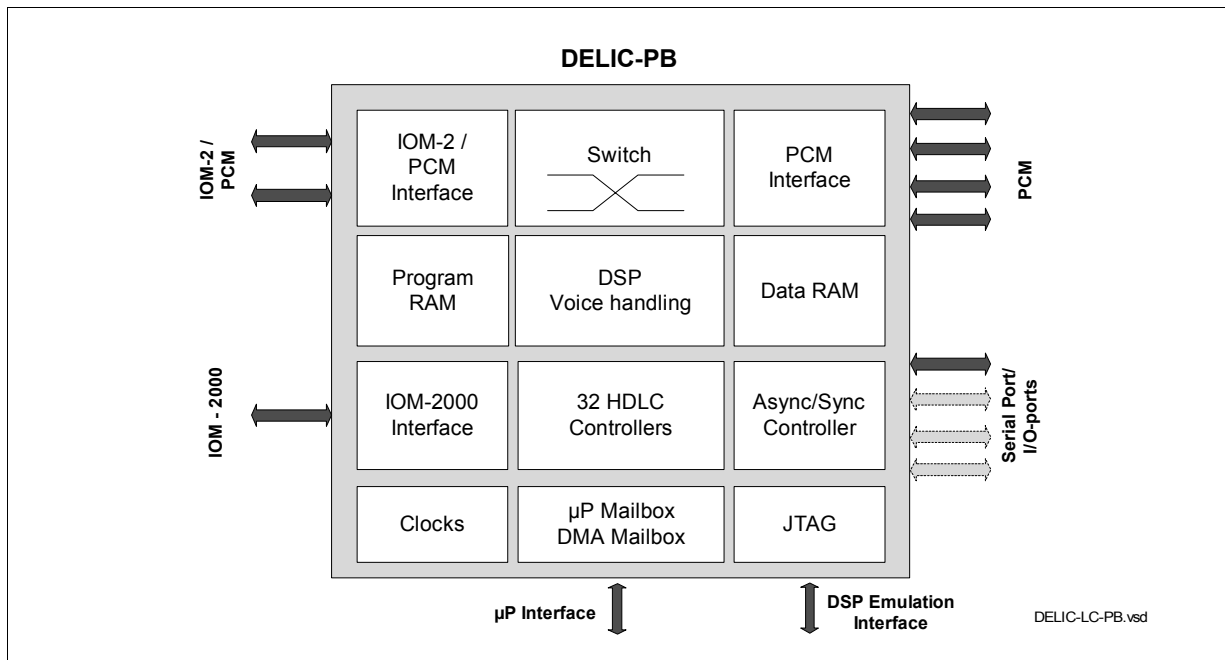 DELIC-PB
IOM-2 /
PCM
IOM-2 /
PCM
Interface
Switch
PCM
Interface
PCM
Program
RAM
DSP
Voice handling
Data RAM
IOM - 2000
IOM-2000
Interface
32 HDLC
Controllers
Async/Sync
Controller
Serial Port/
I/O-ports
Clocks
µP Mailbox
DMA Mailbox
JTAG
µP Interface
DSP Emulation
Interface
DELIC-LC-PB.vsd